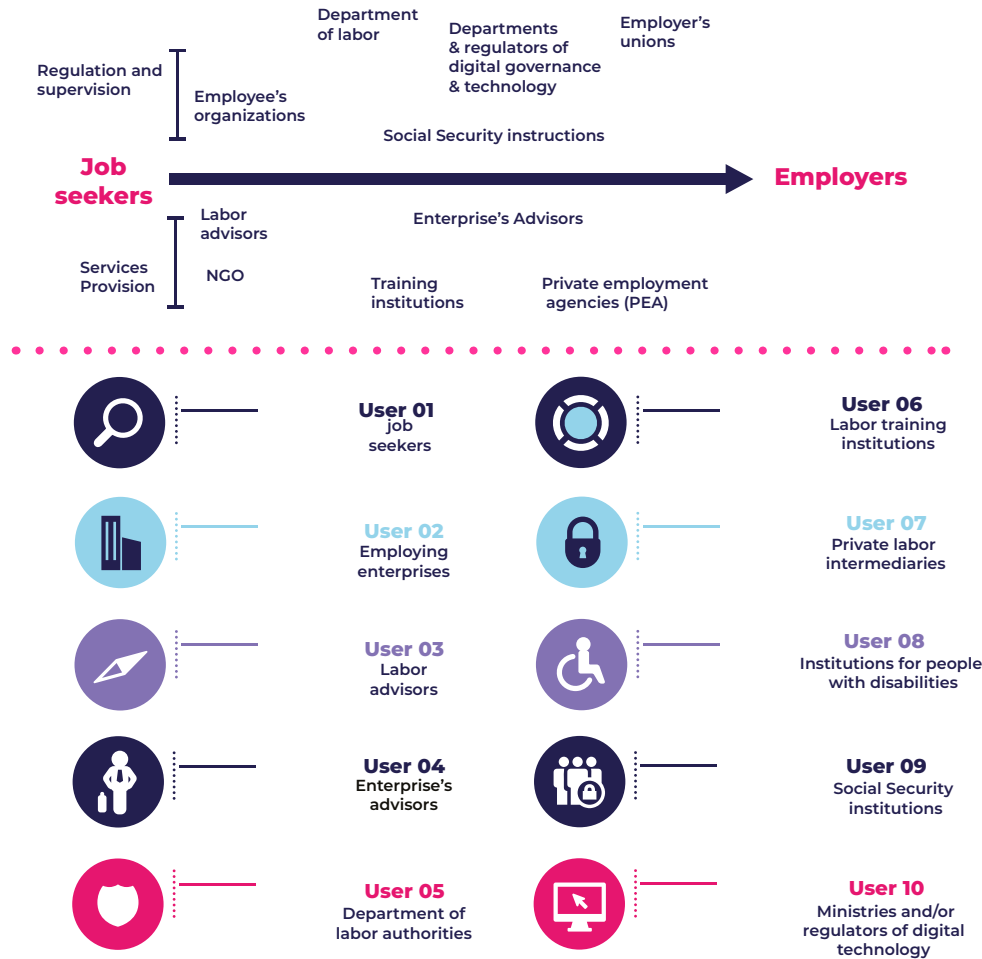 Department
of labor
Departments
& regulators of
digital governance
& technology
Employer's
unions
Regulation and
supervision
Employee's
organizations
Social Security instructions
Job
seekers
Employers
Labor
advisors
Enterprise's Advisors
Services
Provision
NGO
Training
institutions
Private employment
agencies (PEA)
User 01
job
seekers
User 06
Labor training
institutions
User 02
Employing
enterprises
User 07
Private labor
intermediaries
User 03
Labor
advisors
User 08
Institutions for people
with disabilities
User 04
Enterprise's
advisors
User 09
Social Security
institutions
User 05
Department of
labor authorities
User 10
Ministries and/or
regulators of digital
technology